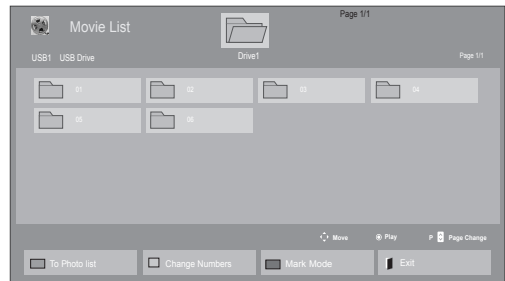 Page 1/1
Movie List
USB1 USB Drive
Drive1
Page 1/1
01 02 03 04
05 06
Move Play P Page Change
To Photo list Change Numbers Mark Mode Exit